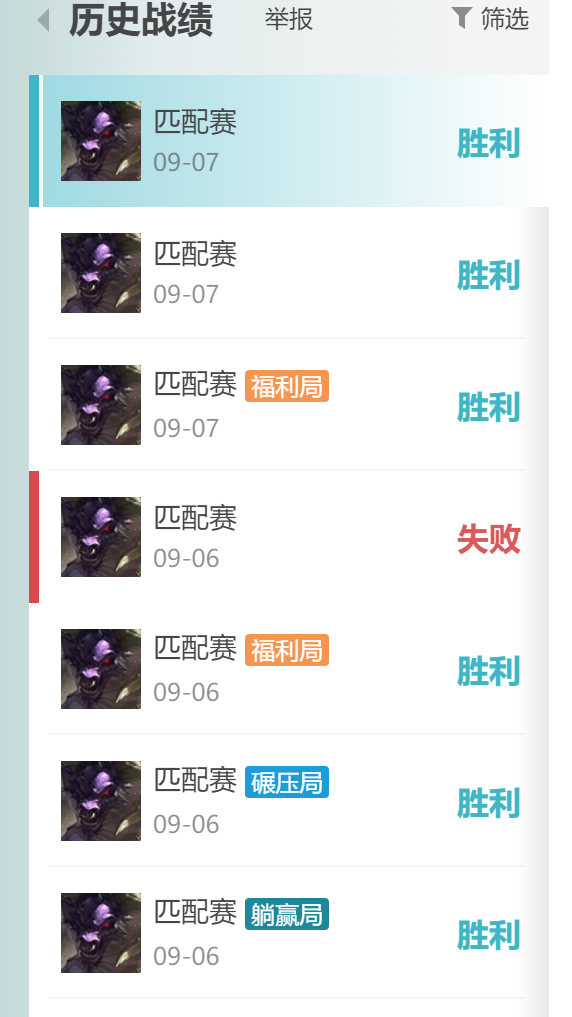 历史战绩 举报 筛选
匹配赛
09-07
胜利
匹配赛
09-07
胜利
匹配赛 福利局
09-07
胜利
匹配赛
09-06
失败
匹配赛 福利局
09-06
胜利
匹配赛 碾压局
09-06
胜利
匹配赛 躺赢局
09-06
胜利